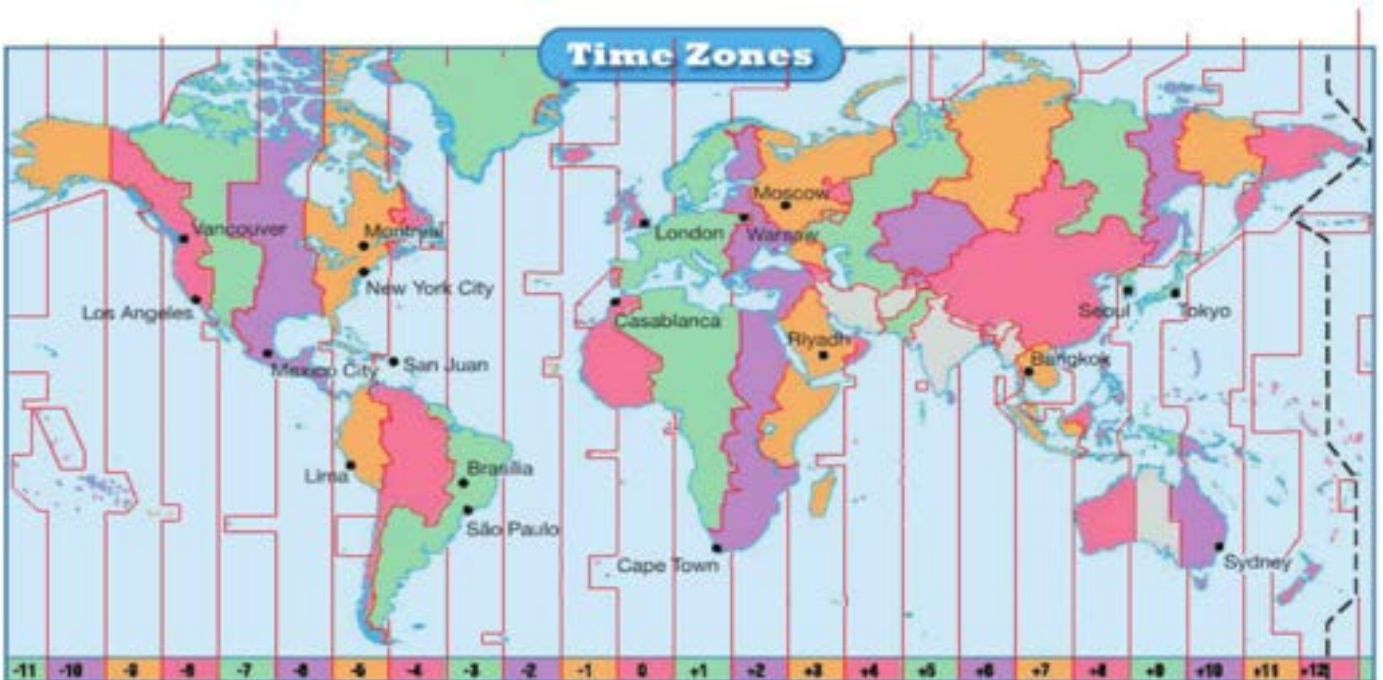 Time Zones
Moscow
Vancouver
Montreal
London
Warsaw
New York City
Los Angeles
Casablanca
Seoul
Tokyo
Riyadh
Bangkok
Mexico City
San Juan
Lima
Brasília
São Paulo
Cape Town
Sydney
-11 -10 -9 -8 -7 -6 -5 -4 -3 -2 -1 0 +1 +2 +3 +4 +5 +6 +7 +8 +9 +10 +11 +12